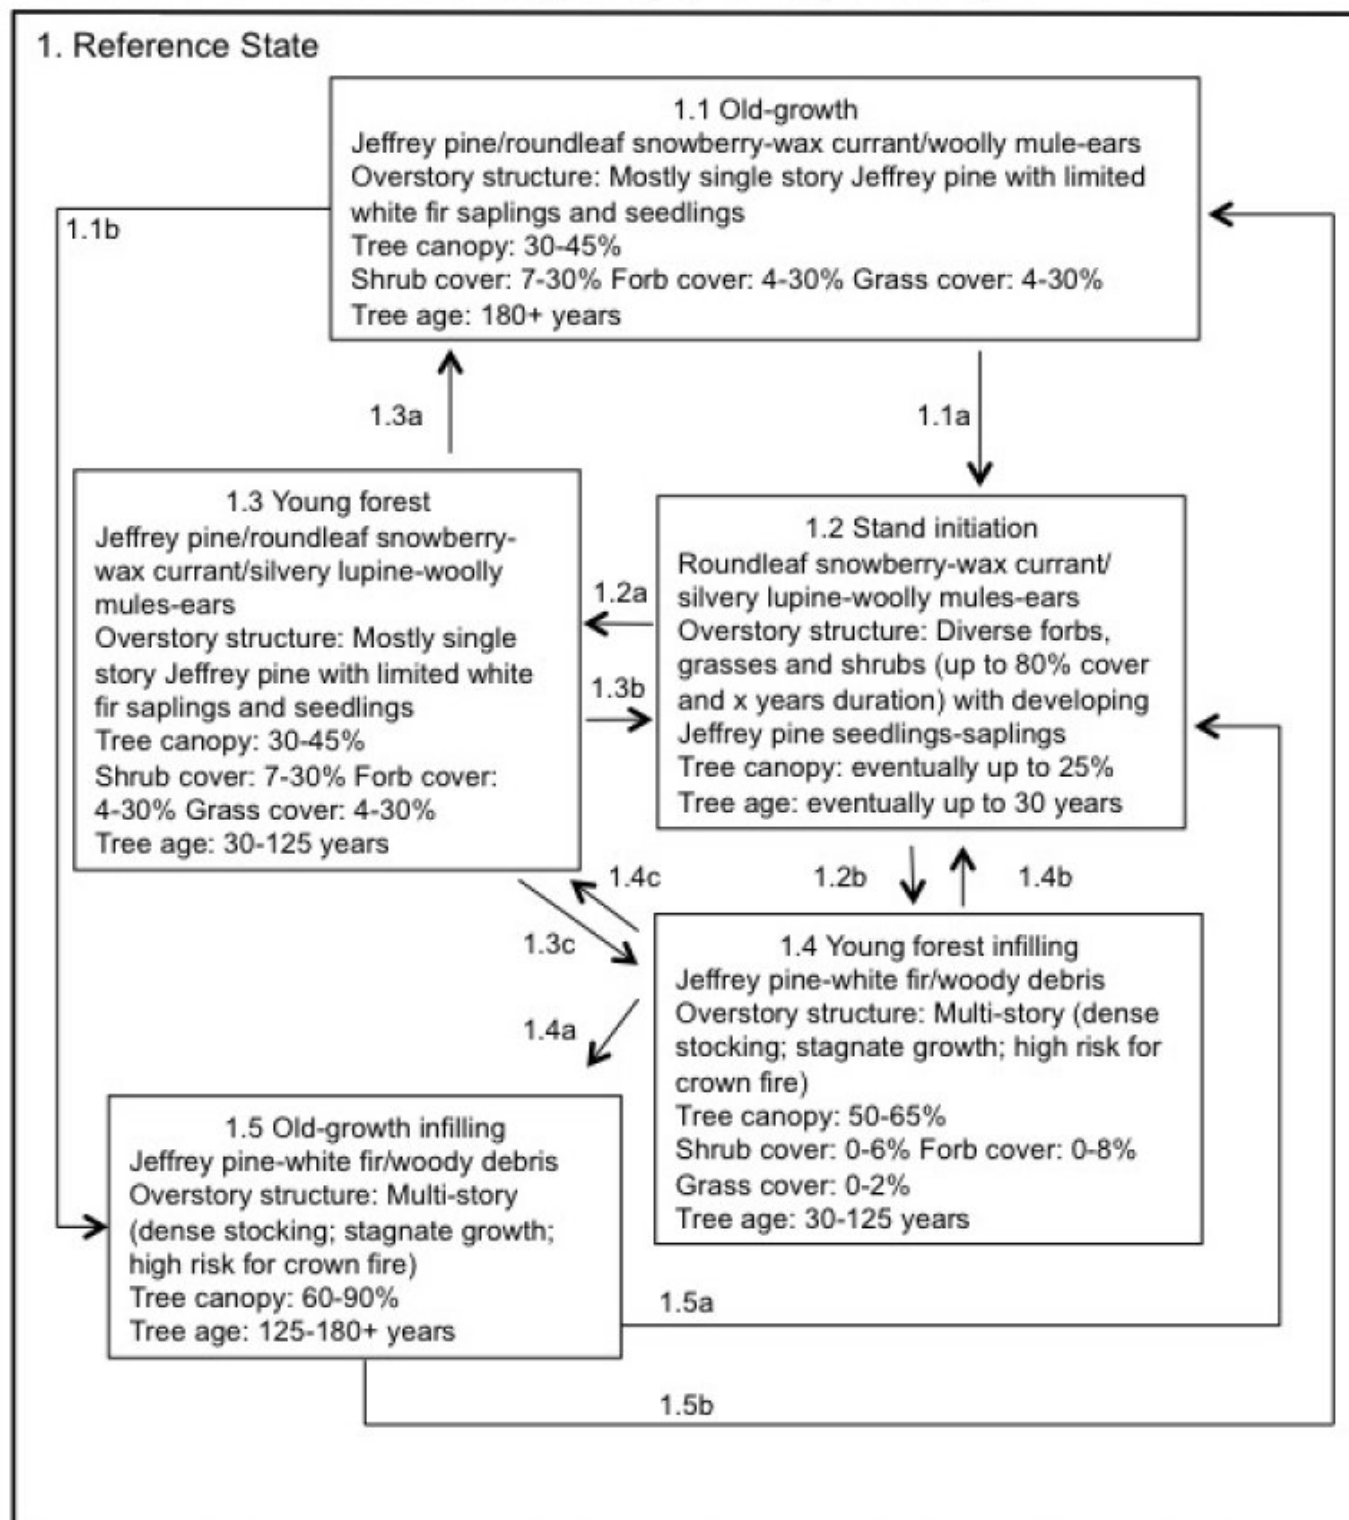 1. Reference State
1.1 Old-growth
Jeffrey pine/roundleaf snowberry-wax currant/woolly mule-ears
Overstory structure: Mostly single story Jeffrey pine with limited
white fir saplings and seedlings
Tree canopy: 30-45%
Shrub cover: 7-30% Forb cover: 4-30% Grass cover: 4-30%
Tree age: 180+ years
1.1b
1.3a
1.1a
1.3 Young forest
Jeffrey pine/roundleaf snowberry-
wax currant/silvery lupine-woolly
mules-ears
Overstory structure: Mostly single
story Jeffrey pine with limited white
fir saplings and seedlings
Tree canopy: 30-45%
Shrub cover: 7-30% Forb cover:
4-30% Grass cover: 4-30%
Tree age: 30-125 years
1.2a
1.3b
1.2 Stand initiation
Roundleaf snowberry-wax currant/
silvery lupine-woolly mules-ears
Overstory structure: Diverse forbs,
grasses and shrubs (up to 80% cover
and x years duration) with developing
Jeffrey pine seedlings-saplings
Tree canopy: eventually up to 25%
Tree age: eventually up to 30 years
1.4c
1.2b
1.4b
1.3c
1.4a
1.4 Young forest infilling
Jeffrey pine-white fir/woody debris
Overstory structure: Multi-story (dense
stocking; stagnate growth; high risk for
crown fire)
Tree canopy: 50-65%
Shrub cover: 0-6% Forb cover: 0-8%
Grass cover: 0-2%
Tree age: 30-125 years
1.5 Old-growth infilling
Jeffrey pine-white fir/woody debris
Overstory structure: Multi-story
(dense stocking; stagnate growth;
high risk for crown fire)
Tree canopy: 60-90%
Tree age: 125-180+ years
1.5a
1.5b